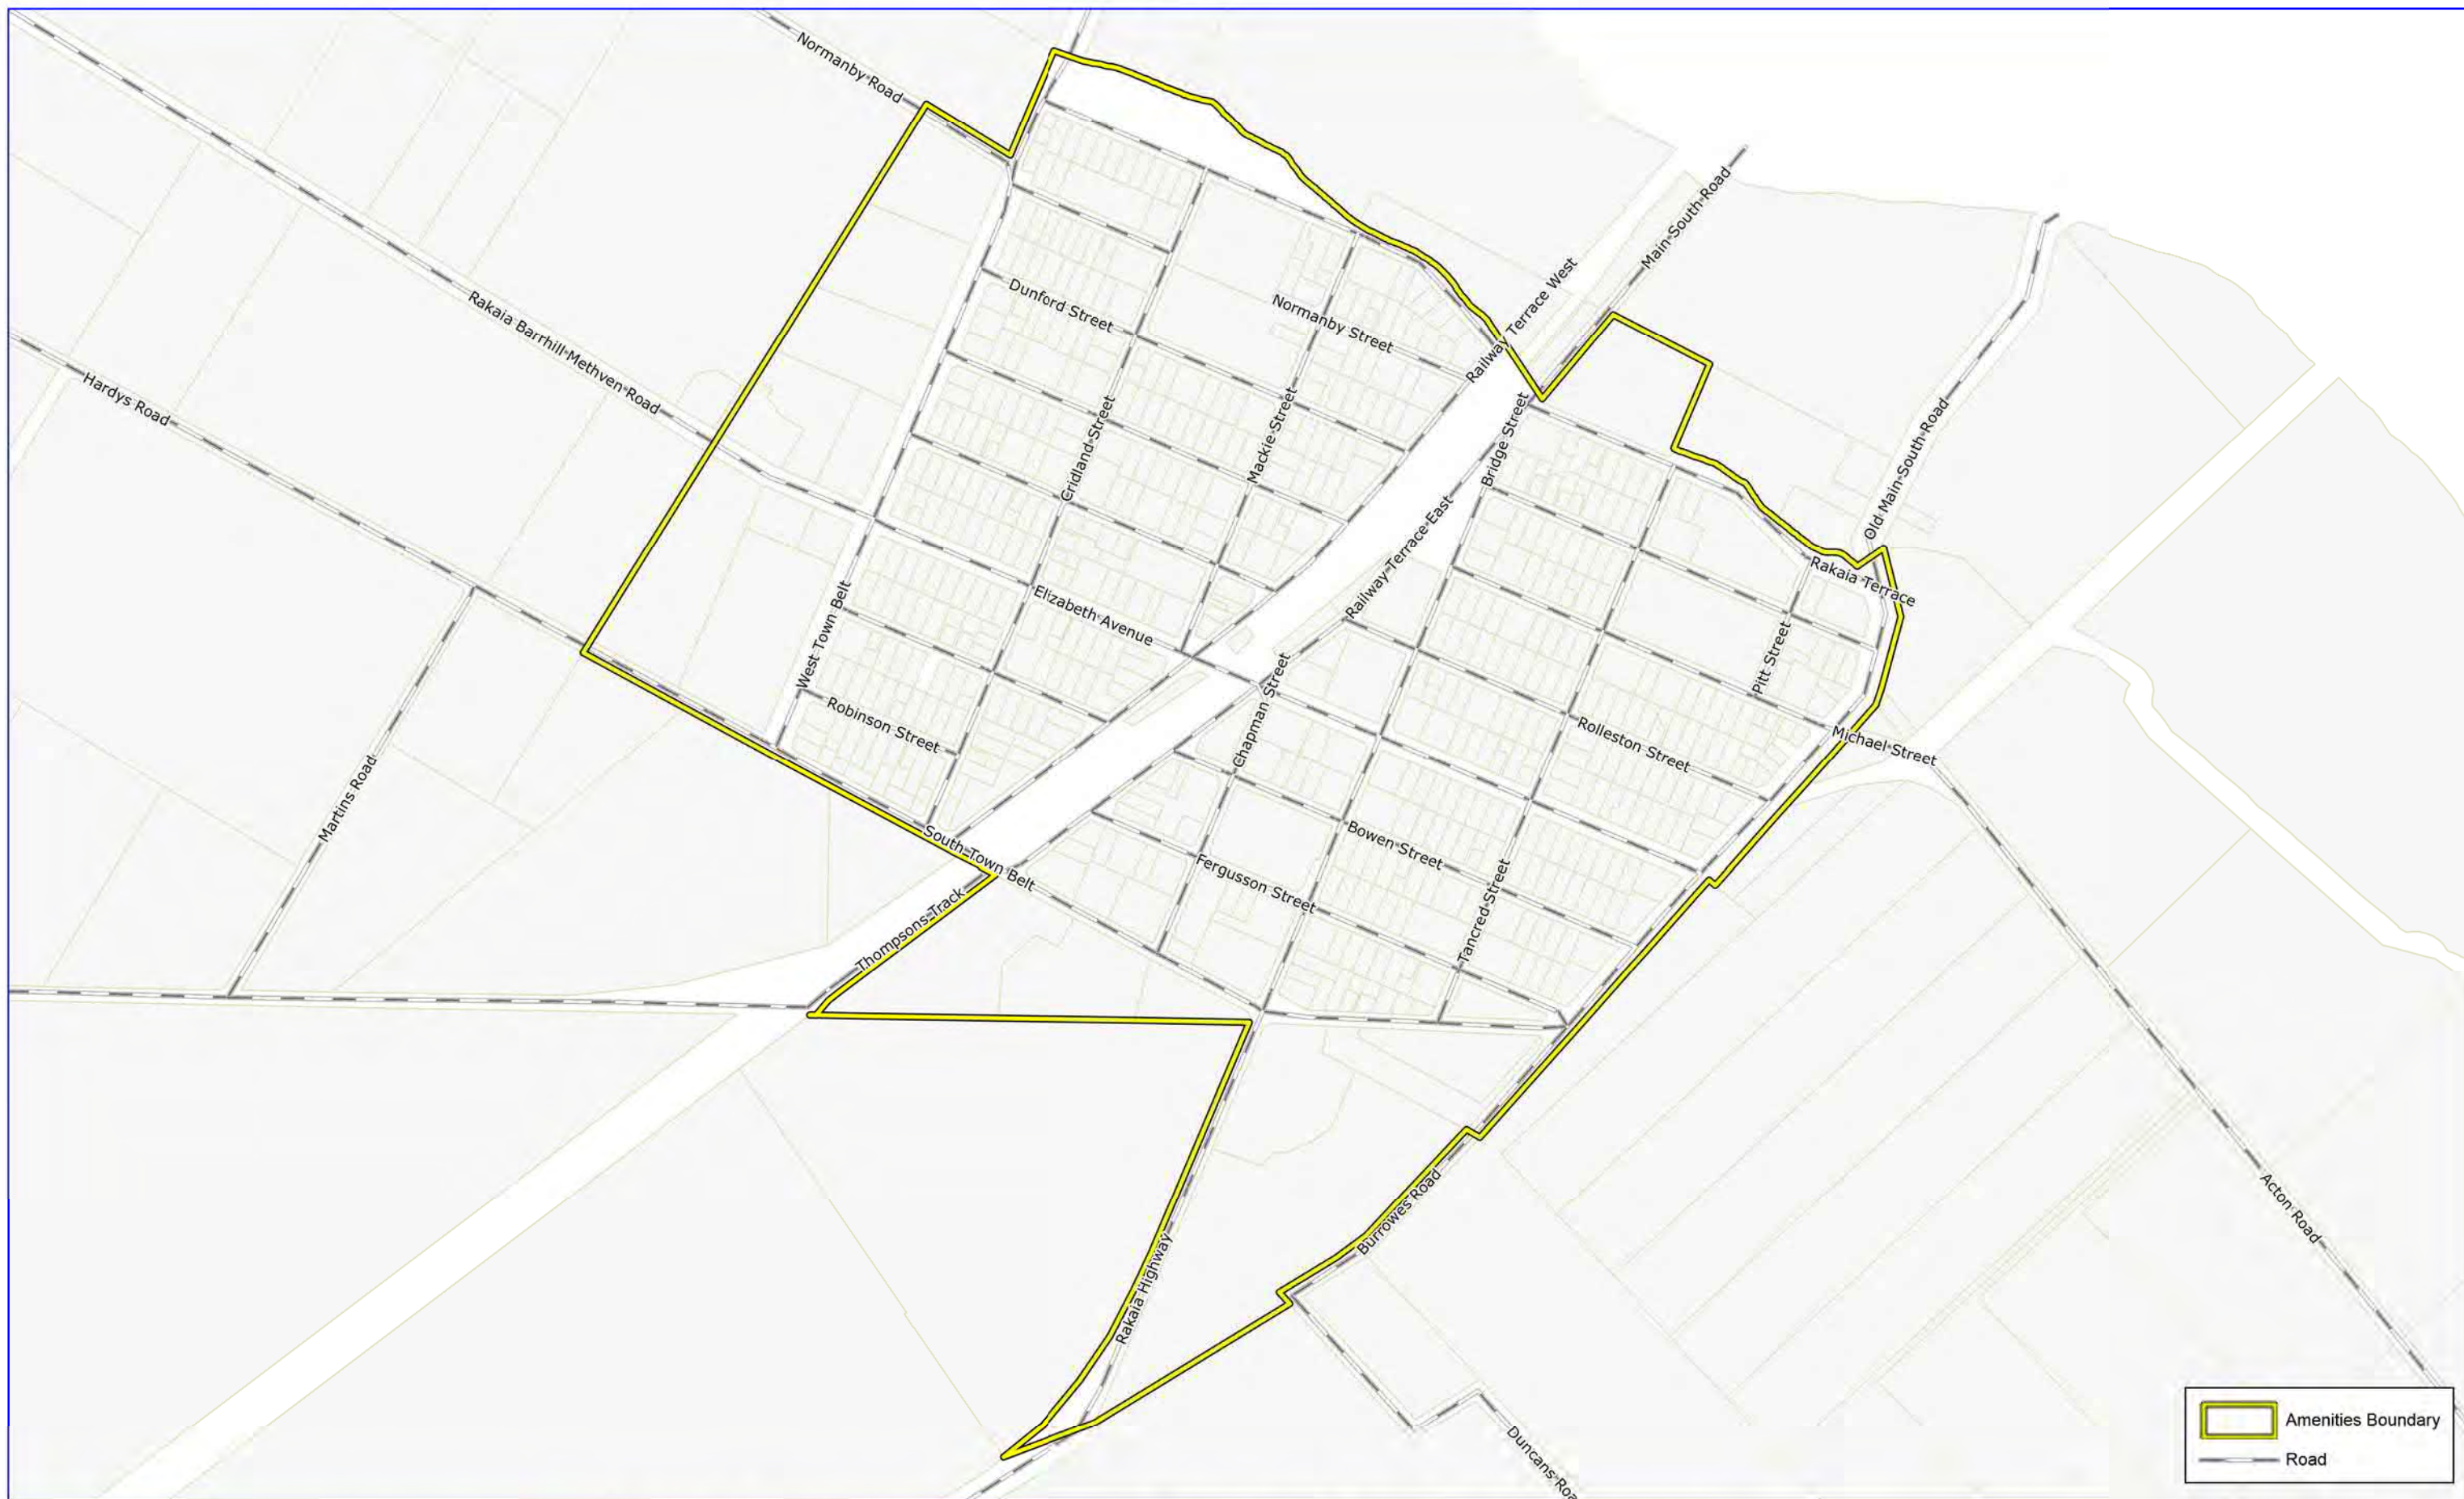 Normanby Road
Main South Road
Railway Terrace West
Rakaia Barrhill Methven Road
Dunford Street
Normanby Street
Hardys Road
Cridland Street
Mackie Street
Bridge Street
Old Main South Road
Railway Terrace East
Rakaia Terrace
Elizabeth Avenue
West Town Belt
Pitt Street
Chapman Street
Robinson Street
Rolleston Street
Michael Street
Martins Road
South Town Belt
Bowen Street
Fergusson Street
Tancred Street
Thompsons Track
Burrowes Road
Acton Road
Rakaia Highway
Duncans Roa
Amenities Boundary
Road